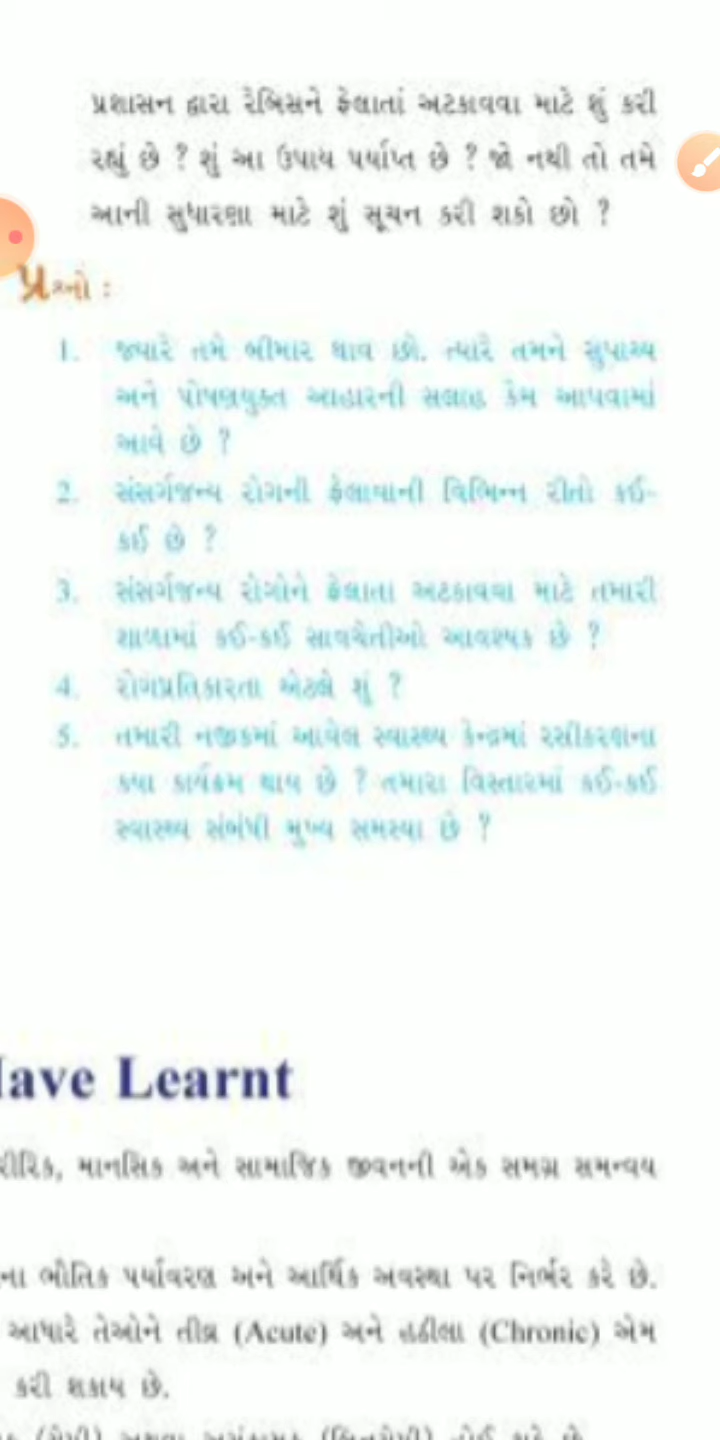 પ્રશાસન દ્વારા રેબિસને ફેલાતાં અટકાવવા માટે શું કરી
રહ્યું છે ? શું આ ઉપાય પર્યાપ્ત છે ? જો નથી તો તમે
આની સુધારણા માટે શું સૂચન કરી શકો છો ?
પ્રશ્નો :
1. જ્યારે તમે બીમાર થાવ છો. ત્યારે તમને સુપાચ્ય
અને પોષણયુક્ત આહારની સલાહ કેમ આપવામાં
આવે છે ?
2. સંસર્ગજન્ય રોગની ફેલાવાની વિભિન્ન રીતો કઈ-
કઈ છે ?
3. સંસર્ગજન્ય રોગોને ફેલાતા અટકાવવા માટે તમારી
શાળામાં કઈ-કઈ સાવચેતીઓ આવશ્યક છે ?
4. રોગપ્રતિકારતા એટલે શું ?
5. તમારી નજીકમાં આવેલ સ્વાસ્થ્ય કેન્દ્રમાં રસીકરણના
કયા કાર્યક્રમ થાય છે ? તમારા વિસ્તારમાં કઈ-કઈ
સ્વાસ્થ્ય સંબંધી મુખ્ય સમસ્યા છે ?
ave Learnt
રીરિક, માનસિક અને સામાજિક જીવનની એક સમગ્ર સમન્વય
ના ભૌતિક પર્યાવરણ અને આર્થિક અવસ્થા પર નિર્ભર કરે છે.
આધારે તેઓને તીવ્ર (Acute) અને હઠીલા (Chronic) એમ
કરી શકાય છે.